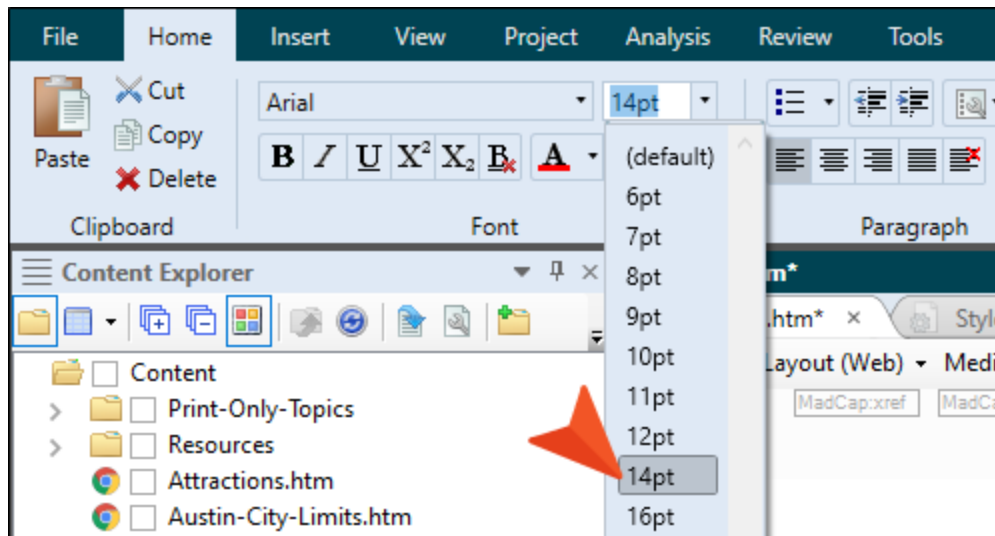 File Home Insert View Project Analysis Review Tools
Cut
Arial 14pt
Copy
Paste
B I U X² X₂ B A
(default)
Delete
6pt
Clipboard Font Paragraph
7pt
Content Explorer
m*
8pt
9pt
.htm* Style
10pt
Layout (Web) Medi
Content
11pt
MadCap:xref MadCa
Print-Only-Topics
12pt
Resources
14pt
Attractions.htm
16pt
Austin-City-Limits.htm